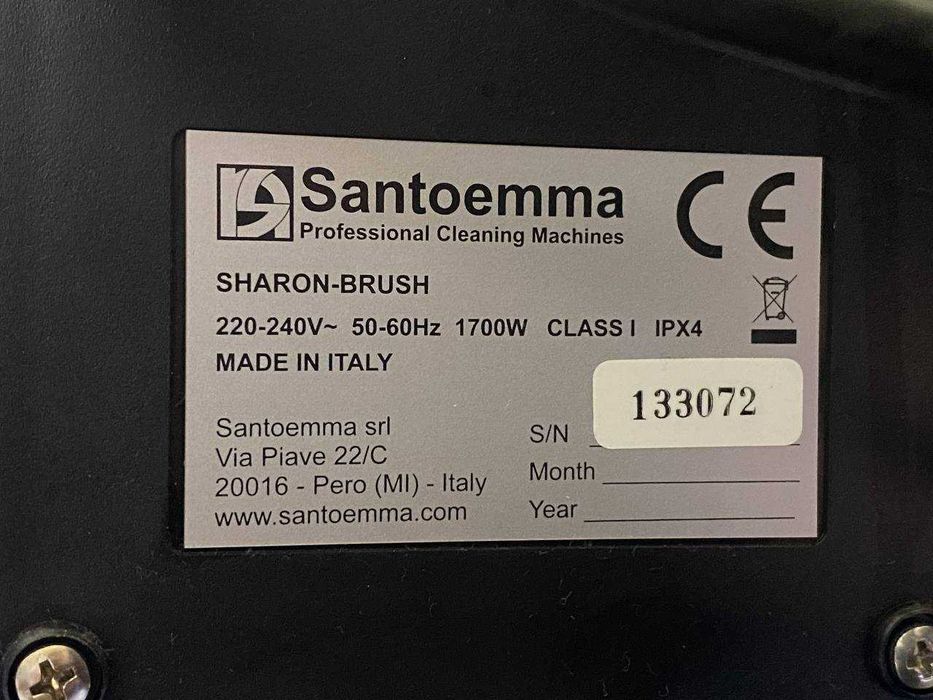 Santoemma
Professional Cleaning Machines
CE
SHARON-BRUSH
220-240V~ 50-60Hz 1700W CLASS I IPX4
MADE IN ITALY
133072
Santoemma srl
Via Piave 22/C
20016 - Pero (MI) - Italy
www.santoemma.com
S/N
Month
Year